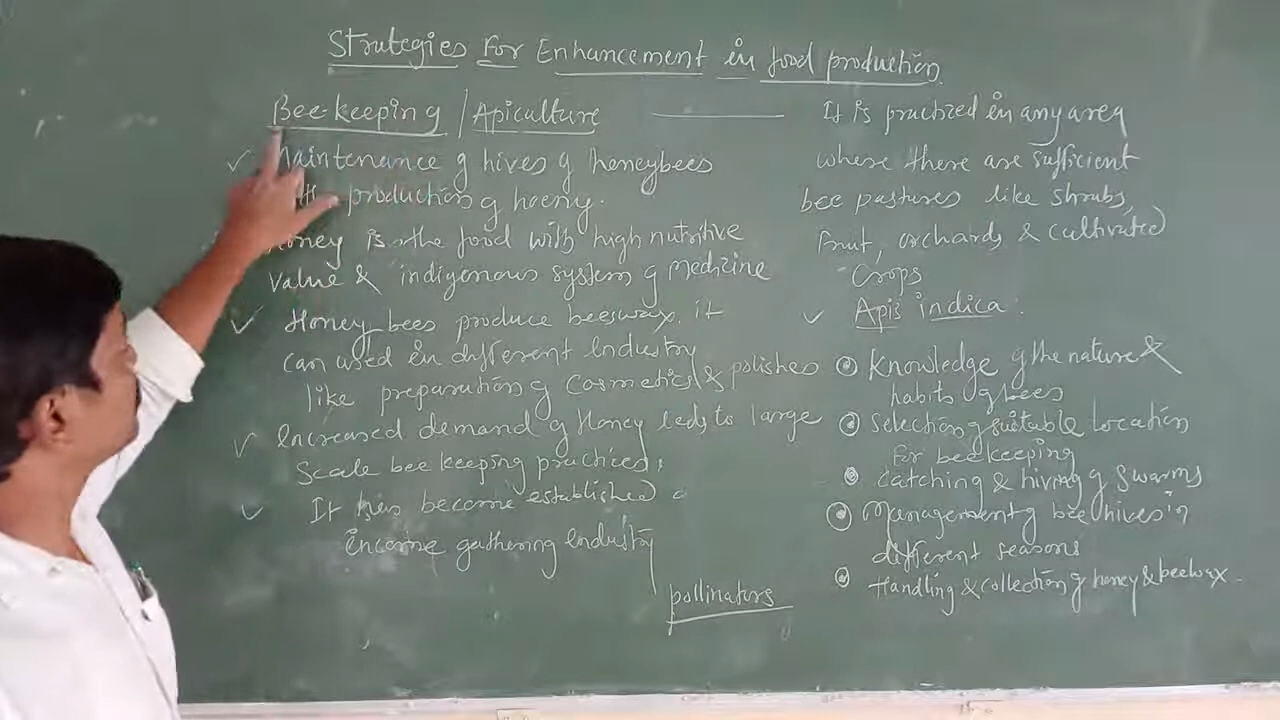 Strategies for Enhancement in food production
Bee-keeping / Apiculture
Maintenance of hives of honeybees
production of hoeny.
Honey is the food with high nutritive
value & indigenous system of medizine
Honey bees produce beeswax. it
can used in different Industry
like preparation of Cosmetics & polishes
Increased demand of Honey leds to large
Scale bee keeping practices.
It has become established a
income gathering industry
pollinators
It is practized in any area
where there are sufficient
bee pastures like shrubs,
fruit, orchards & cultivated
Crops
Apis indica.
Knowledge of the nature &
habits of bees
Selection of suitable Location
for beekeeping
Catching & hiving of swarms
Management of bee hives in
different seasons
Handling & collection of honey & beewax.